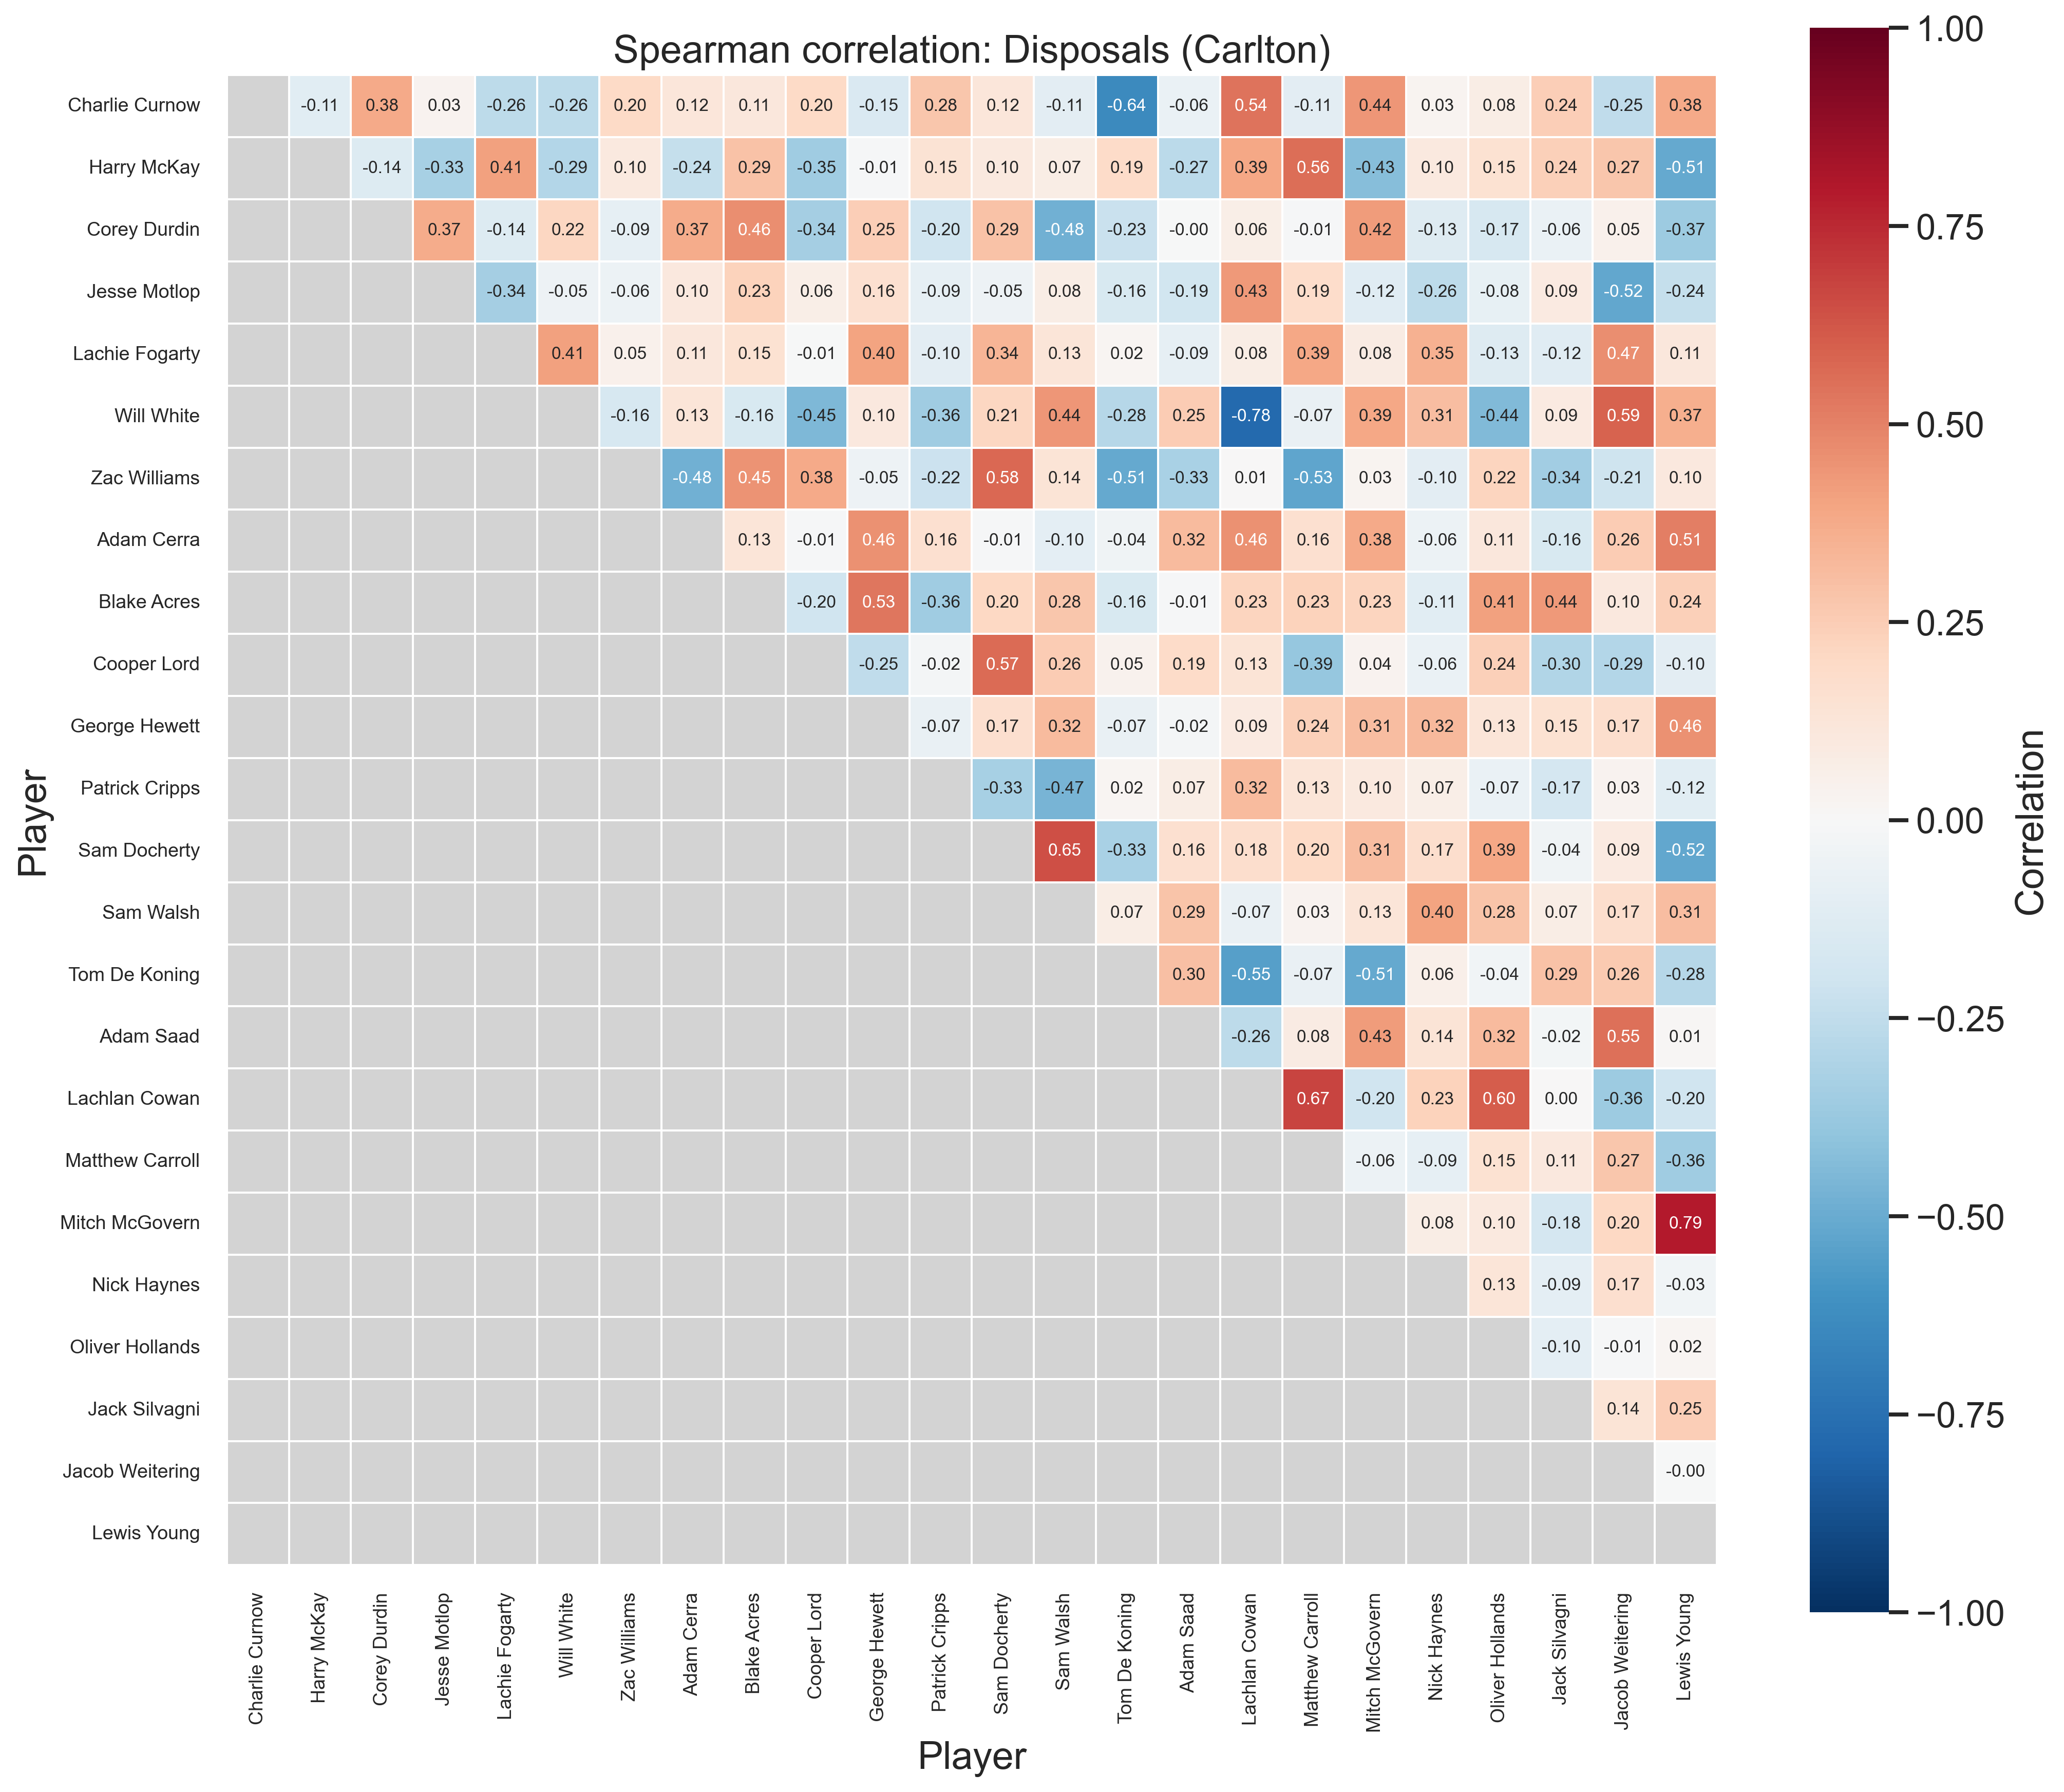 Spearman correlation: Disposals (Carlton)
Charlie Curnow -0.11 0.38 0.03 -0.26 -0.26 0.20 0.12 0.11 0.20 -0.15 0.28 0.12 -0.11 -0.64 -0.06 0.54 -0.11 0.44 0.03 0.08 0.24 -0.25 0.38
Harry McKay -0.14 -0.33 0.41 -0.29 0.10 -0.24 0.29 -0.35 -0.01 0.15 0.10 0.07 0.19 -0.27 0.39 0.56 -0.43 0.10 0.15 0.24 0.27 -0.51
Corey Durdin 0.37 -0.14 0.22 -0.09 0.37 0.46 -0.34 0.25 -0.20 0.29 -0.48 -0.23 -0.00 0.06 -0.01 0.42 -0.13 -0.17 -0.06 0.05 -0.37
Jesse Motlop -0.34 -0.05 -0.06 0.10 0.23 0.06 0.16 -0.09 -0.05 0.08 -0.16 -0.19 0.43 0.19 -0.12 -0.26 -0.08 0.09 -0.52 -0.24
Lachie Fogarty 0.41 0.05 0.11 0.15 -0.01 0.40 -0.10 0.34 0.13 0.02 -0.09 0.08 0.39 0.08 0.35 -0.13 -0.12 0.47 0.11
Will White -0.16 0.13 -0.16 -0.45 0.10 -0.36 0.21 0.44 -0.28 0.25 -0.78 -0.07 0.39 0.31 -0.44 0.09 0.59 0.37
Zac Williams -0.48 0.45 0.38 -0.05 -0.22 0.58 0.14 -0.51 -0.33 0.01 -0.53 0.03 -0.10 0.22 -0.34 -0.21 0.10
Adam Cerra 0.13 -0.01 0.46 0.16 -0.01 -0.10 -0.04 0.32 0.46 0.16 0.38 -0.06 0.11 -0.16 0.26 0.51
Blake Acres -0.20 0.53 -0.36 0.20 0.28 -0.16 -0.01 0.23 0.23 0.23 -0.11 0.41 0.44 0.10 0.24
Cooper Lord -0.25 -0.02 0.57 0.26 0.05 0.19 0.13 -0.39 0.04 -0.06 0.24 -0.30 -0.29 -0.10
George Hewett -0.07 0.17 0.32 -0.07 -0.02 0.09 0.24 0.31 0.32 0.13 0.15 0.17 0.46
Patrick Cripps -0.33 -0.47 0.02 0.07 0.32 0.13 0.10 0.07 -0.07 -0.17 0.03 -0.12
Sam Docherty 0.65 -0.33 0.16 0.18 0.20 0.31 0.17 0.39 -0.04 0.09 -0.52
Sam Walsh 0.07 0.29 -0.07 0.03 0.13 0.40 0.28 0.07 0.17 0.31
Tom De Koning 0.30 -0.55 -0.07 -0.51 0.06 -0.04 0.29 0.26 -0.28
Adam Saad -0.26 0.08 0.43 0.14 0.32 -0.02 0.55 0.01
Lachlan Cowan 0.67 -0.20 0.23 0.60 0.00 -0.36 -0.20
Matthew Carroll -0.06 -0.09 0.15 0.11 0.27 -0.36
Mitch McGovern 0.08 0.10 -0.18 0.20 0.79
Nick Haynes 0.13 -0.09 0.17 -0.03
Oliver Hollands -0.10 -0.01 0.02
Jack Silvagni 0.14 0.25
Jacob Weitering -0.00
Lewis Young
Player
Charlie Curnow
Harry McKay
Corey Durdin
Jesse Motlop
Lachie Fogarty
Will White
Zac Williams
Adam Cerra
Blake Acres
Cooper Lord
George Hewett
Patrick Cripps
Sam Docherty
Sam Walsh
Tom De Koning
Adam Saad
Lachlan Cowan
Matthew Carroll
Mitch McGovern
Nick Haynes
Oliver Hollands
Jack Silvagni
Jacob Weitering
Lewis Young
Player
1.00
0.75
0.50
0.25
0.00
−0.25
−0.50
−0.75
−1.00
Correlation